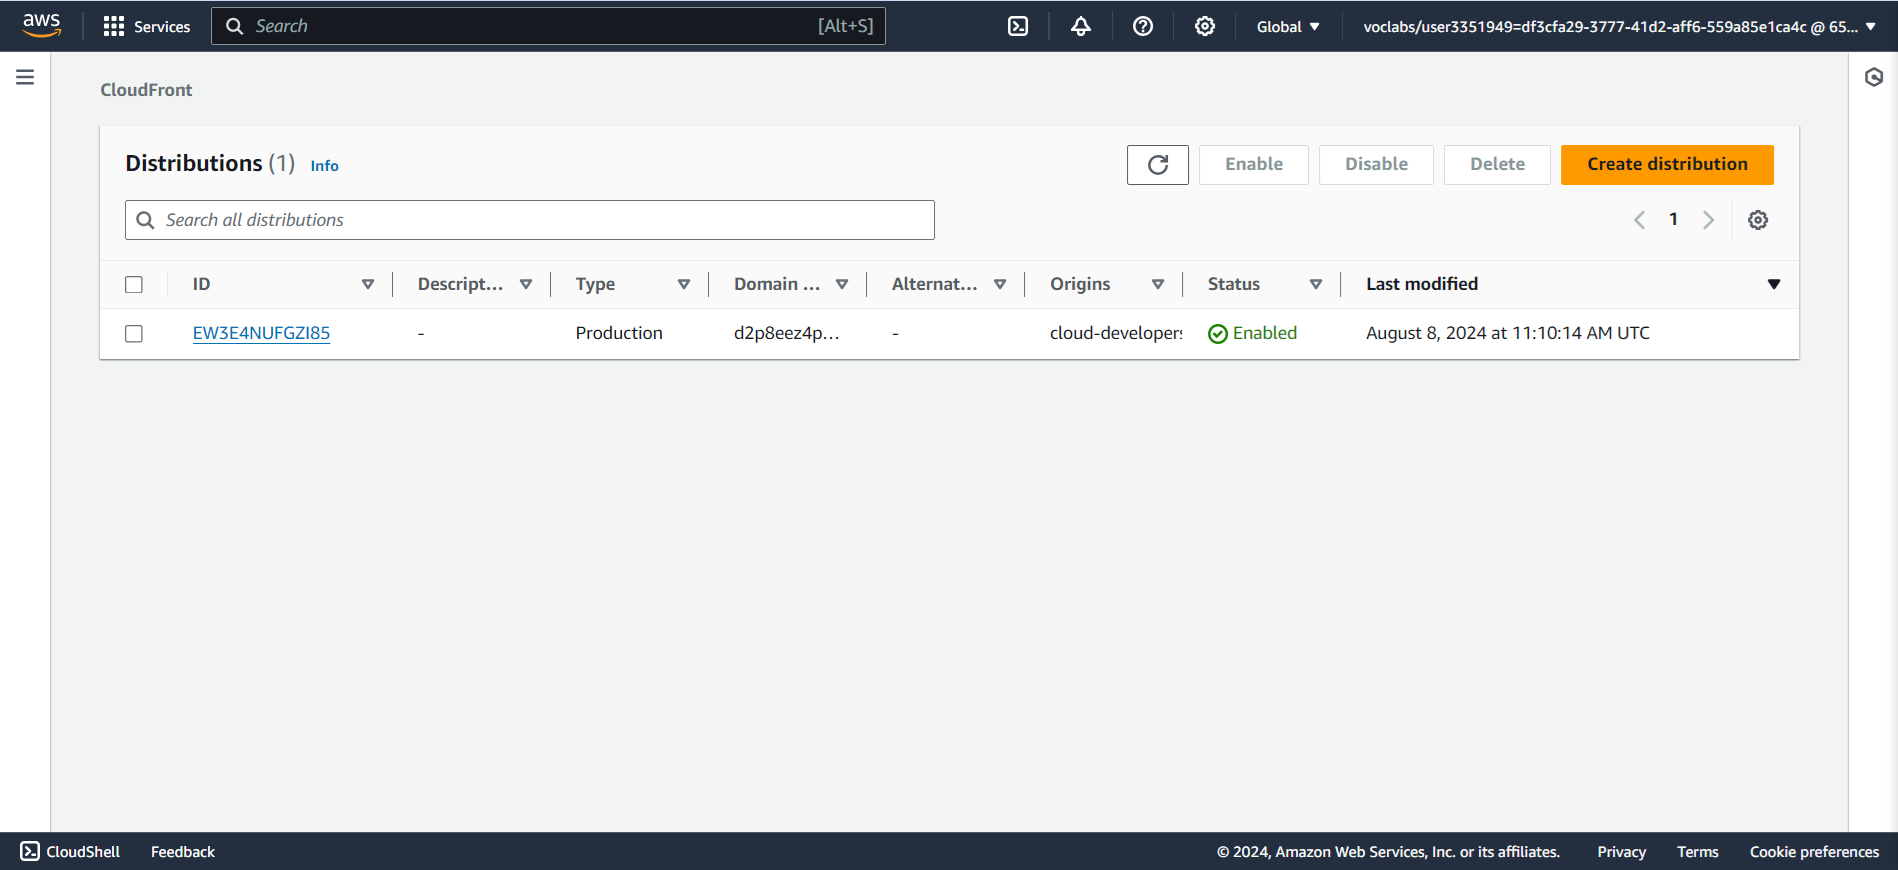 aws Services Search [Alt+S] Global voclabs/user3351949=df3cfa29-3777-41d2-aff6-559a85e1ca4c @ 65...
CloudFront
Distributions (1) Info Enable Disable Delete Create distribution
Search all distributions 1
ID Descript... Type Domain ... Alternat... Origins Status Last modified
EW3E4NUFGZI85 - Production d2p8eez4p... - cloud-developers Enabled August 8, 2024 at 11:10:14 AM UTC
CloudShell Feedback © 2024, Amazon Web Services, Inc. or its affiliates. Privacy Terms Cookie preferences